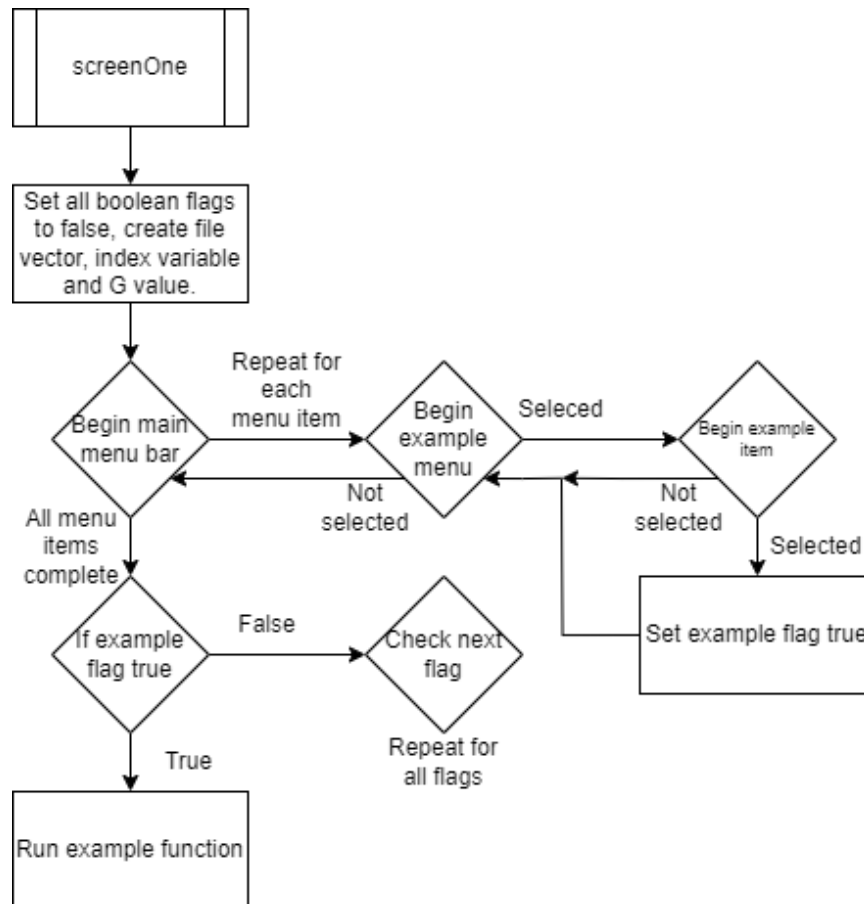 screenOne
Set all boolean flags
to false, create file
vector, index variable
and G value.
Repeat for
each
menu item
Begin main
menu bar
Begin
example
menu
Seleced
Begin example
item
Not
selected
Not
selected
All menu
items
complete
Selected
If example
flag true
False
Check next
flag
Set example flag true
Repeat for
all flags
True
Run example function